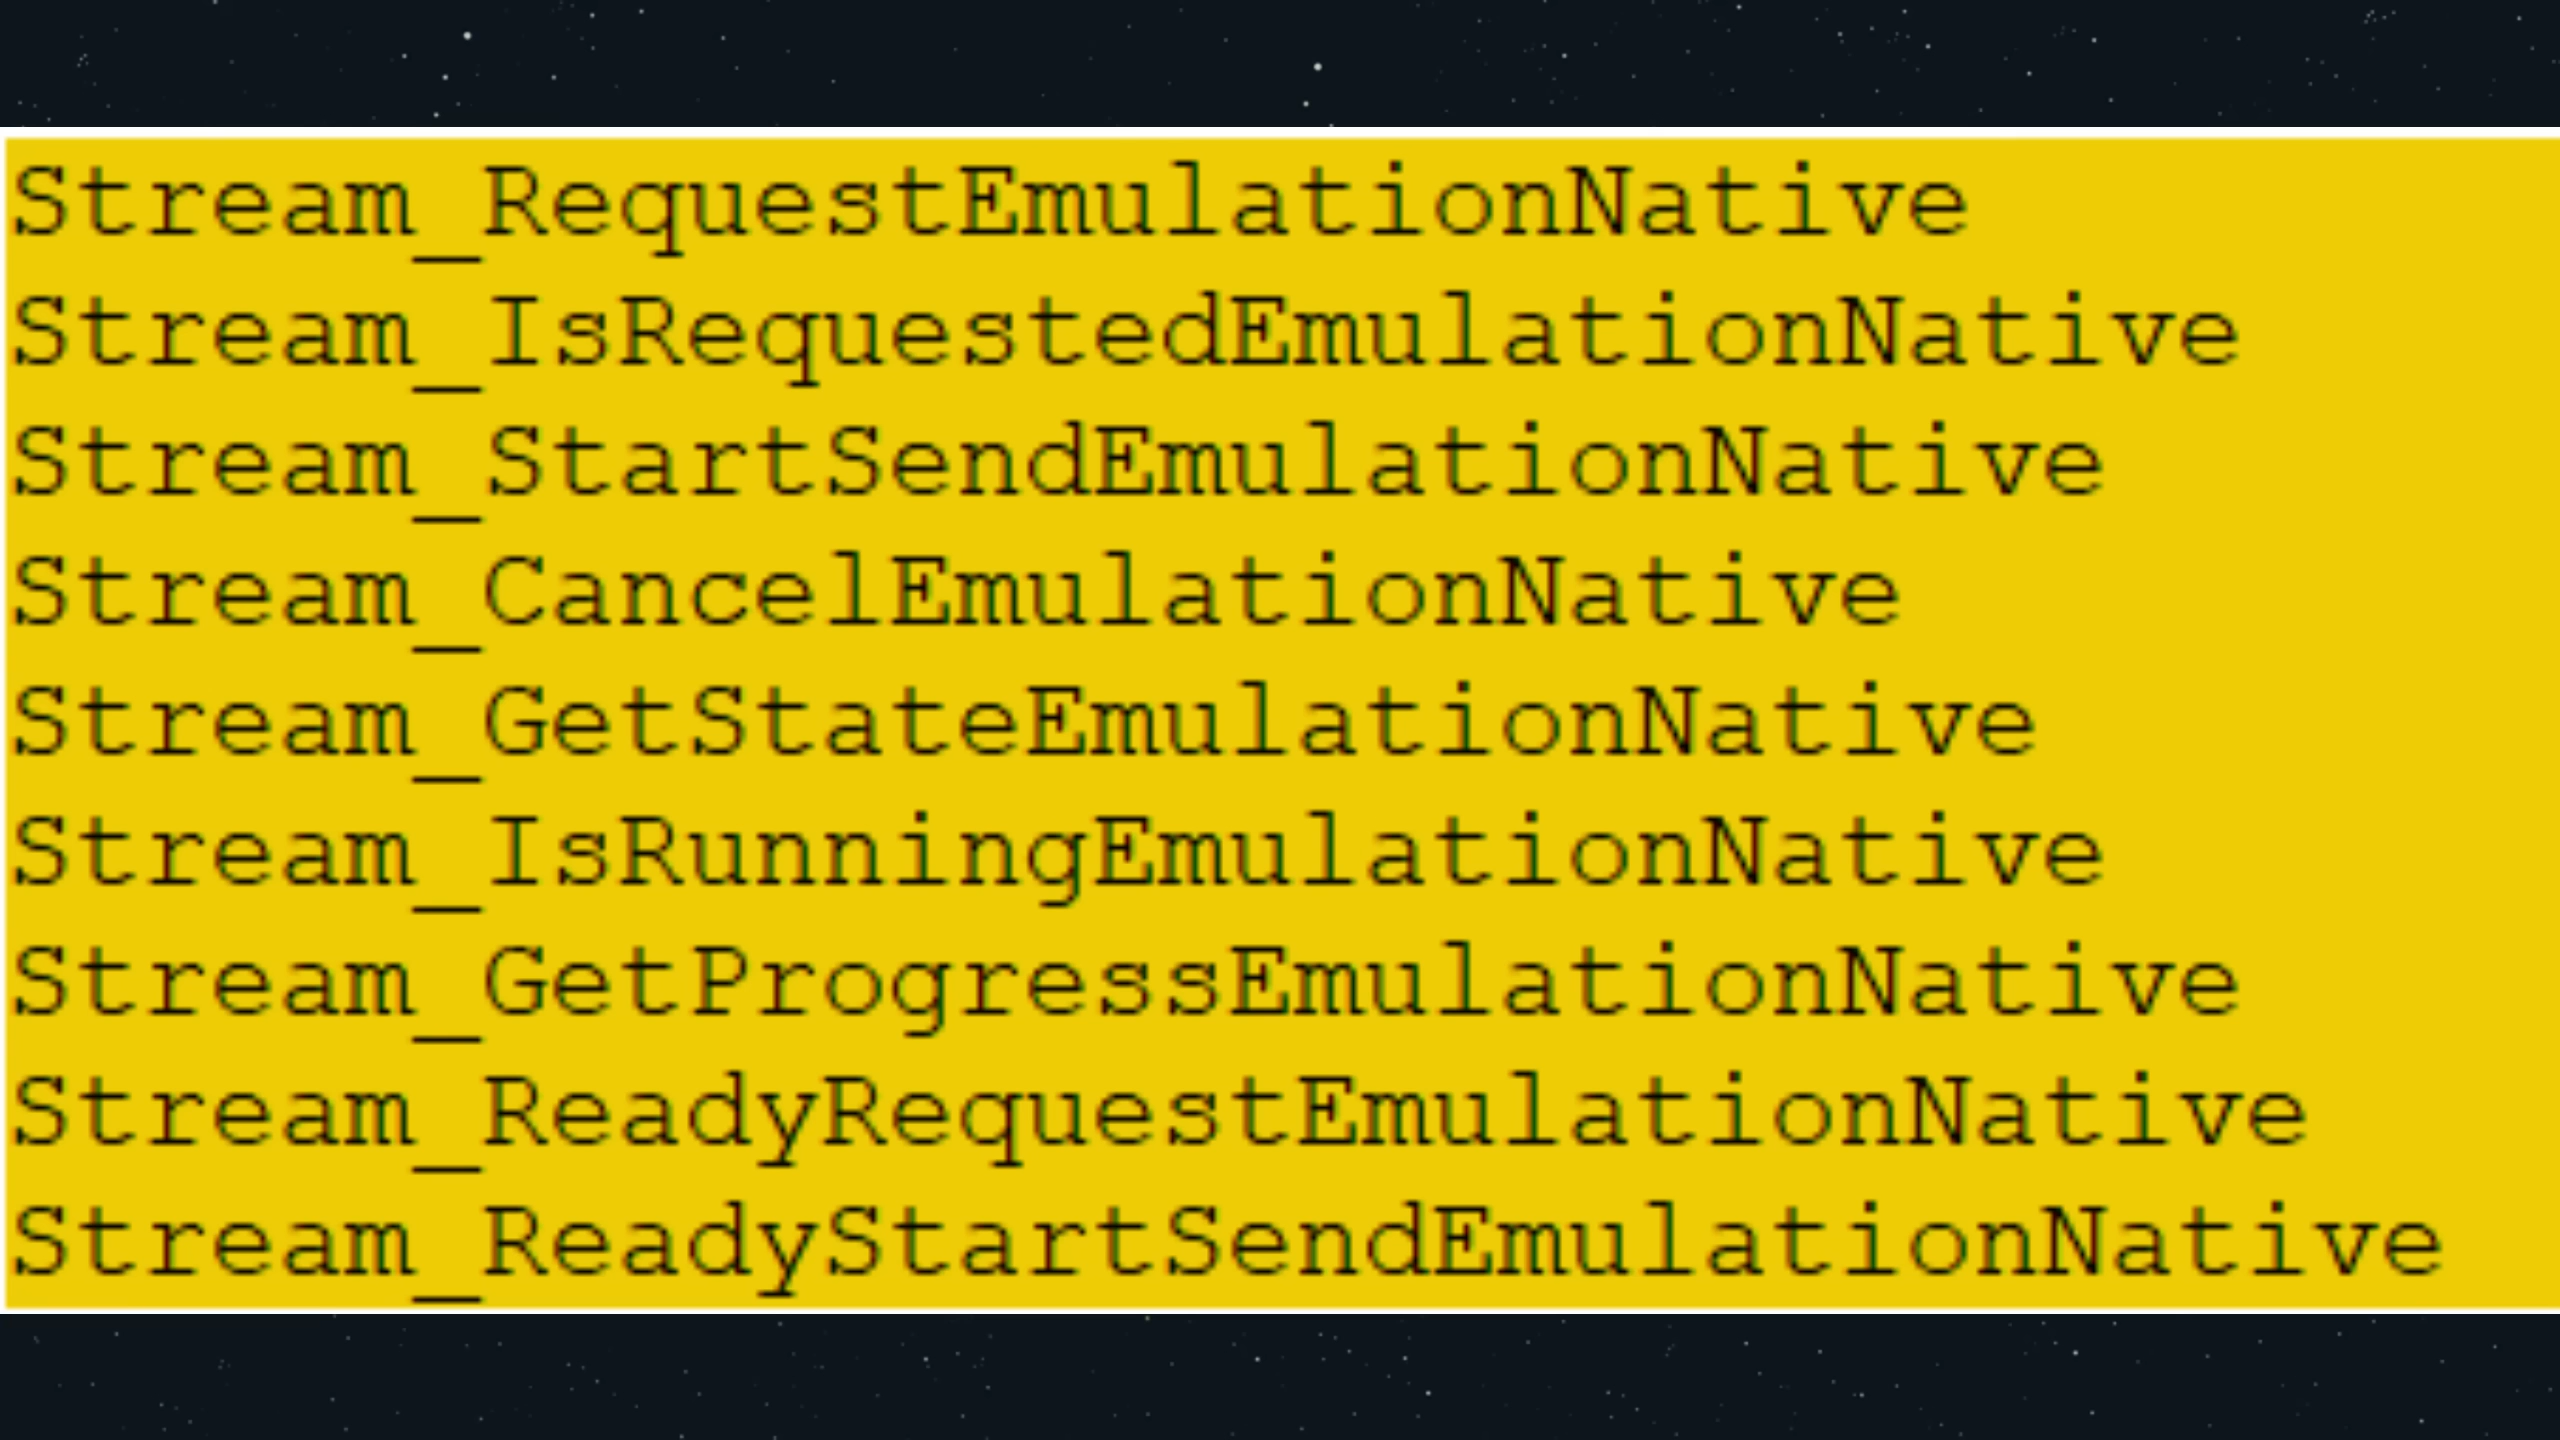 Stream_RequestEmulationNative
Stream_IsRequestedEmulationNative
Stream_StartSendEmulationNative
Stream_CancelEmulationNative
Stream_GetStateEmulationNative
Stream_IsRunningEmulationNative
Stream_GetProgressEmulationNative
Stream_ReadyRequestEmulationNative
Stream_ReadyStartSendEmulationNative